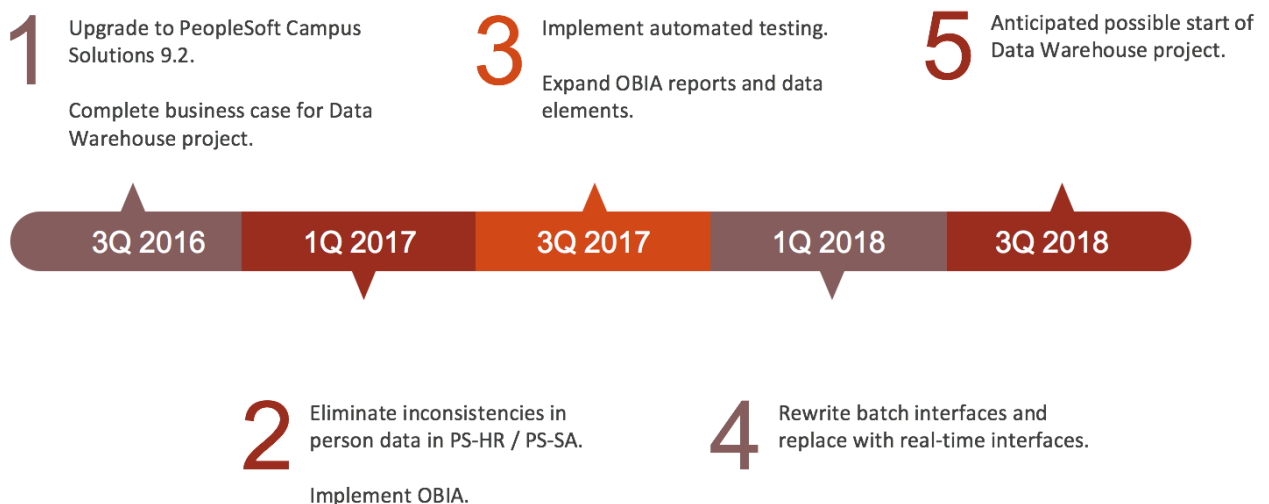 1
Upgrade to PeopleSoft Campus
Solutions 9.2.
Complete business case for Data
Warehouse project.
3
Implement automated testing.
Expand OBIA reports and data
elements.
5
Anticipated possible start of
Data Warehouse project.
3Q 2016
1Q 2017
3Q 2017
1Q 2018
3Q 2018
2
Eliminate inconsistencies in
person data in PS-HR / PS-SA.
Implement OBIA.
4
Rewrite batch interfaces and
replace with real-time interfaces.